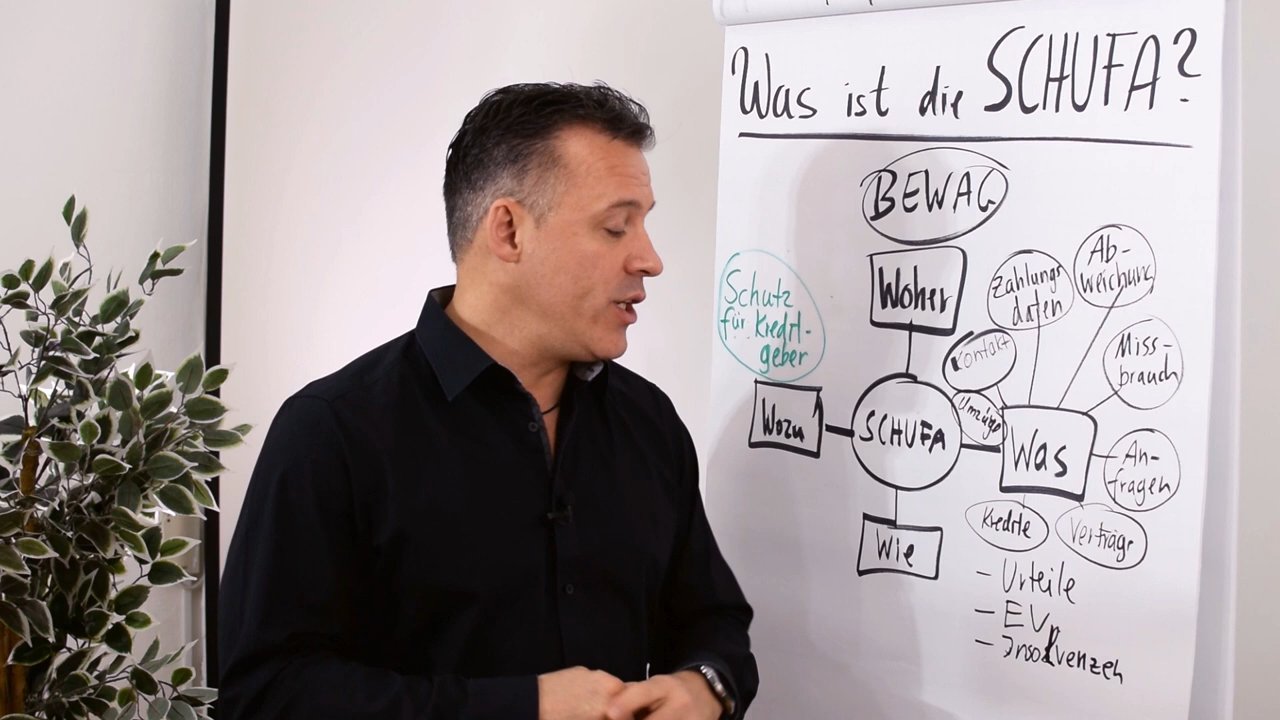 Was ist die SCHUFA?
BEWAG
Woher
Zahlungs
daten
Ab-
weichung
Schutz
für Kredit-
geber
Kontakt
Miss-
brauch
Wozu
SCHUFA
Umzüge
Was
An-
fragen
Wie
Kredite
Verträge
- Urteile
- EV
- Insolvenzen